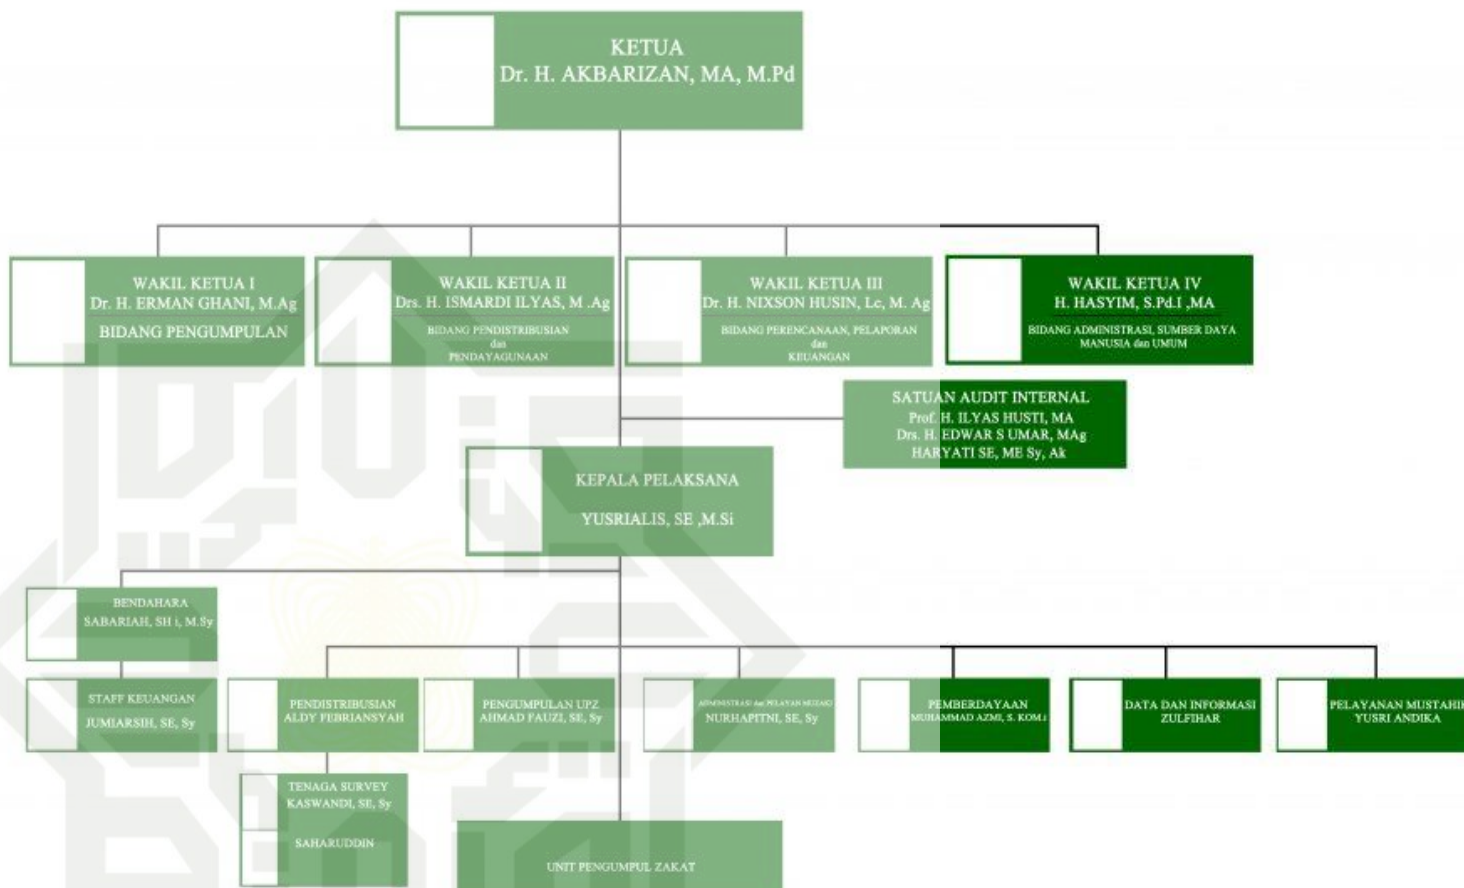 KETUA
Dr. H. AKBARIZAN, MA, M.Pd
WAKIL KETUA I
Dr. H. ERMAN GHANI, M.Ag
BIDANG PENGUMPULAN
WAKIL KETUA II
Drs. H. ISMARDI ILYAS, M .Ag
BIDANG PENDISTRIBUSIAN
dan
PENDAYAGUNAAN
WAKIL KETUA III
Dr. H. NIXSON HUSIN, Lc, M. Ag
BIDANG PERENCANAAN, PELAPORAN
dan
KEUANGAN
WAKIL KETUA IV
H. HASYIM, S.Pd.I ,MA
BIDANG ADMINISTRASI, SUMBER DAYA
MANUSIA dan UMUM
SATUAN AUDIT INTERNAL
Prof. H. ILYAS HUSTI, MA
Drs. H. EDWAR S UMAR, MAg
HARYATI SE, ME Sy, Ak
KEPALA PELAKSANA
YUSRIALIS, SE ,M.Si
BENDAHARA
SABARIAH, SH i, M.Sy
STAFF KEUANGAN
JUMIARSIH, SE, Sy
PENDISTRIBUSIAN
ALDY FEBRIANSYAH
PENGUMPULAN UPZ
AHMAD FAUZI, SE, Sy
ADMINISTRASI dan PELAYAN MUZAKI
NURHAPITNI, SE, Sy
PEMBERDAYAAN
MUHAMMAD AZMI, S. KOM.i
DATA DAN INFORMASI
ZULFIHAR
PELAYANAN MUSTAHIK
YUSRI ANDIKA
TENAGA SURVEY
KASWANDI, SE, Sy
SAHARUDDIN
UNIT PENGUMPUL ZAKAT